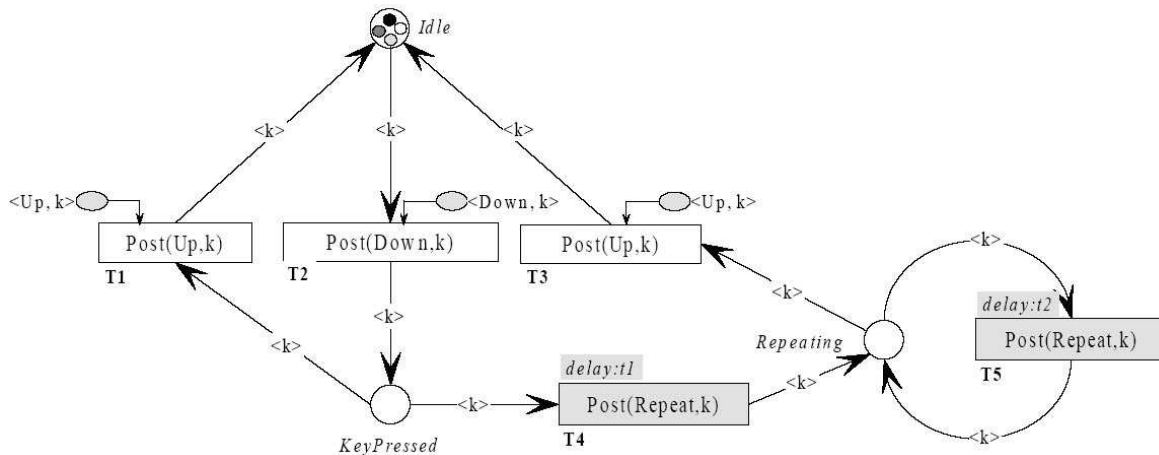 Idle
<k>
<k>
<k>
<Up, k>
<Down, k>
<Up, k>
Post(Up,k)
Post(Down,k)
Post(Up,k)
T1
T2
T3
<k>
<k>
<k>
<k>
delay:t2
Post(Repeat,k)
T5
Repeating
delay:t1
<k>
<k>
Post(Repeat,k)
T4
<k>
KeyPressed